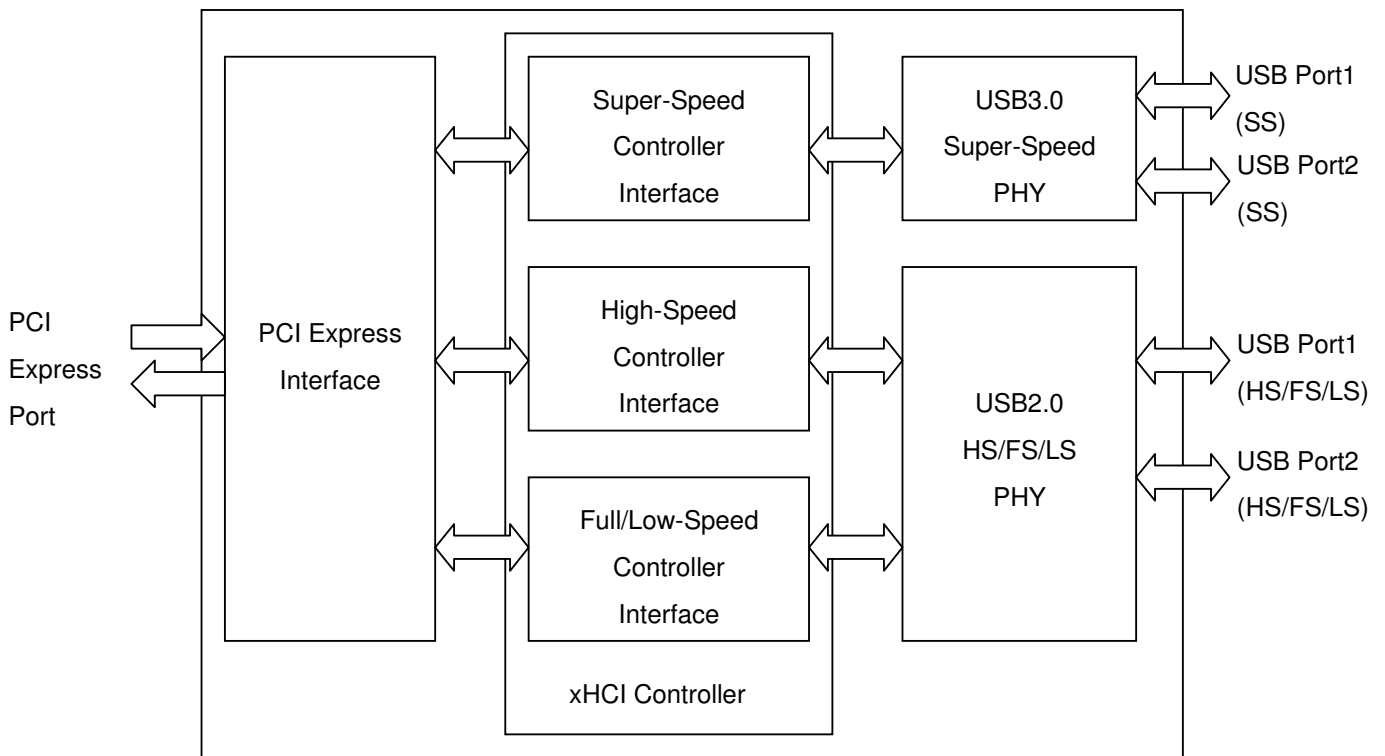 PCI
Express
Port
PCI Express
Interface
Super-Speed
Controller
Interface
High-Speed
Controller
Interface
Full/Low-Speed
Controller
Interface
xHCI Controller
USB3.0
Super-Speed
PHY
USB2.0
HS/FS/LS
PHY
USB Port1
(SS)
USB Port2
(SS)
USB Port1
(HS/FS/LS)
USB Port2
(HS/FS/LS)